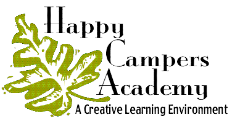 Happy
Campers
Academy
A Creative Learning Environment